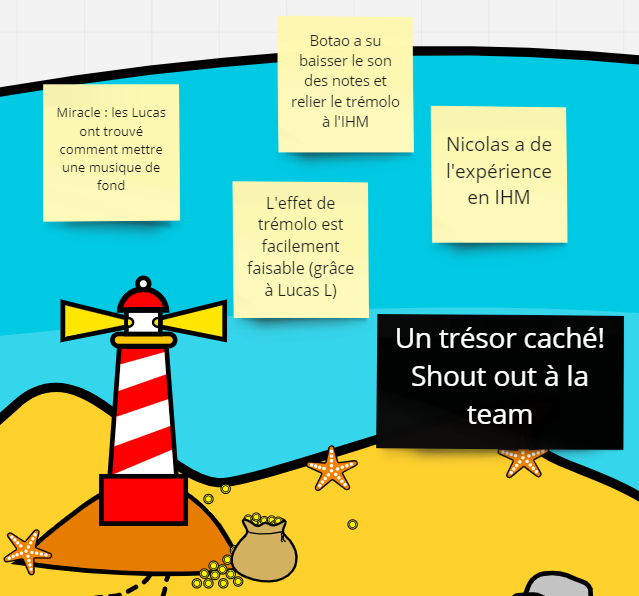 Miracle : les Lucas
ont trouvé
comment mettre
une musique de
fond
Botao a su
baisser le son
des notes et
relier le trémolo
à l'IHM
Nicolas a de
l'expérience
en IHM
L'effet de
trémolo est
facilement
faisable (grâce
à Lucas L)
Un trésor caché!
Shout out à la
team